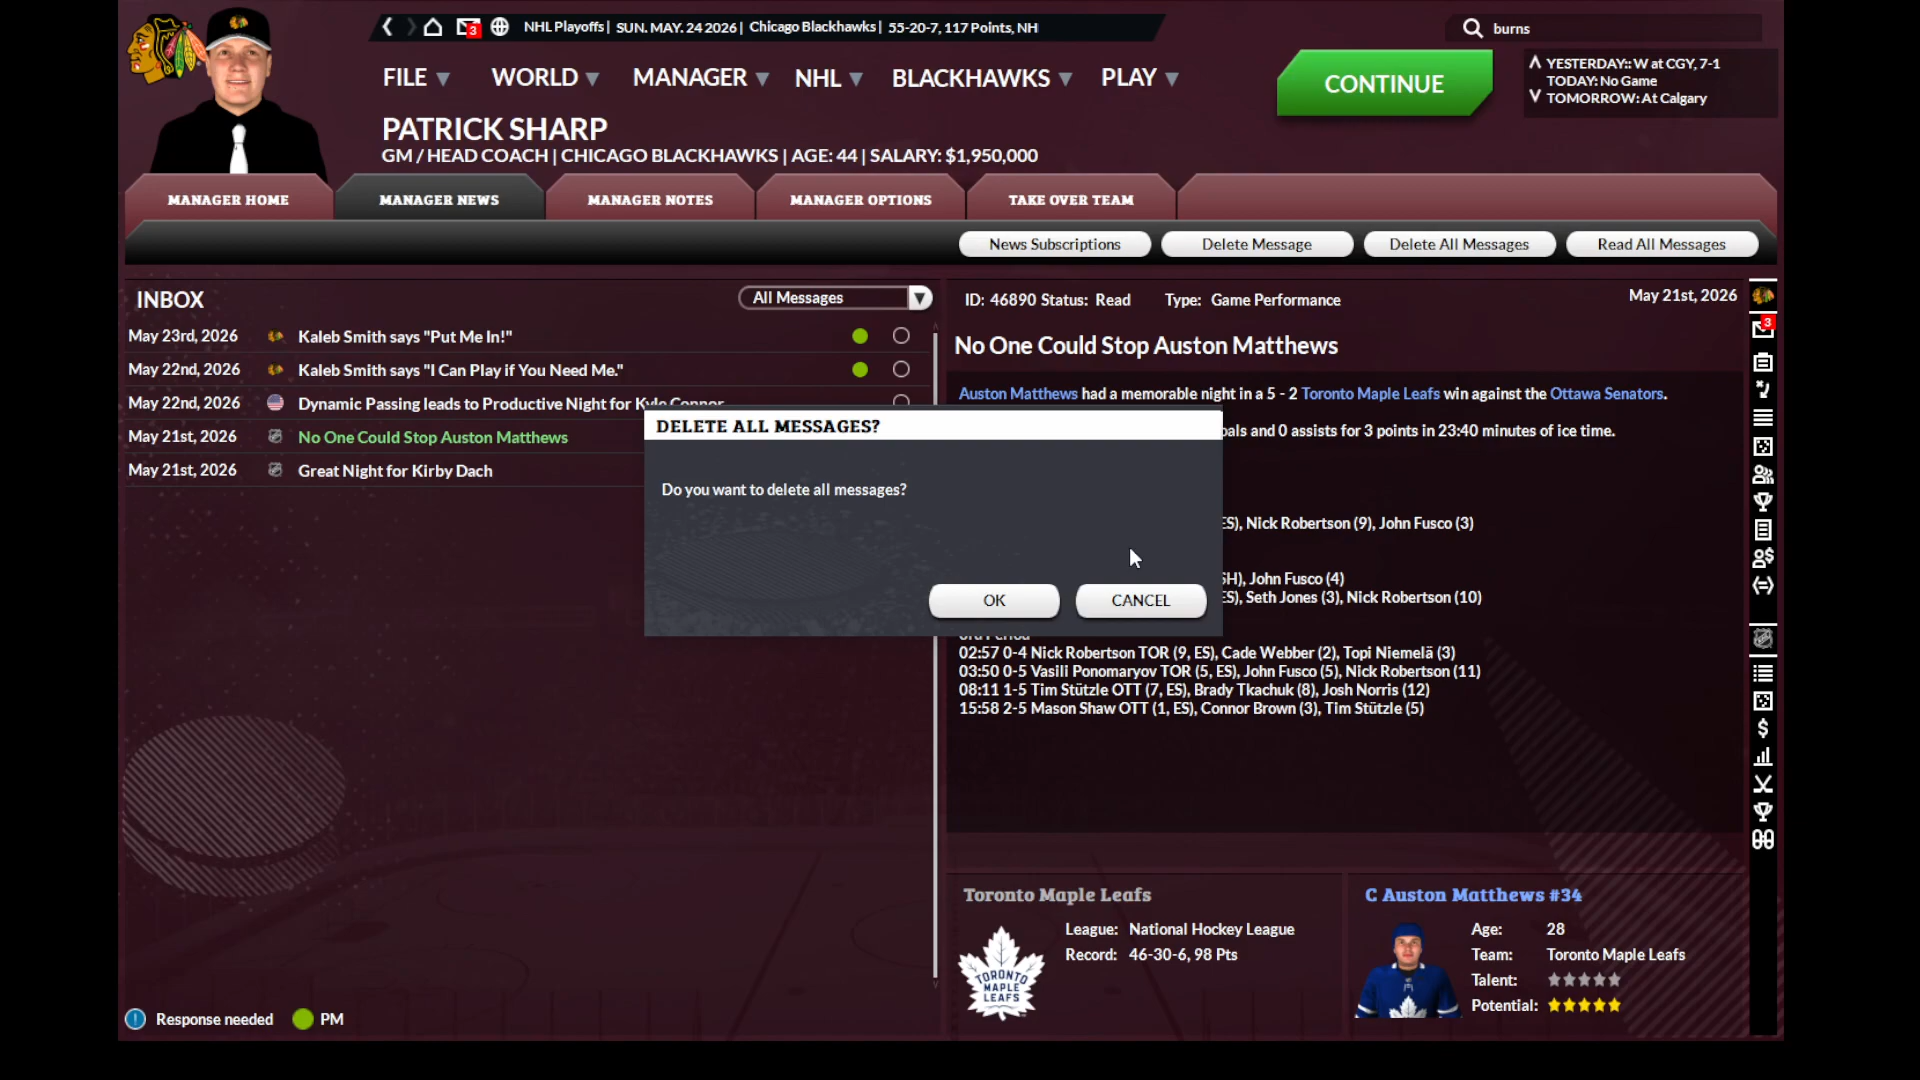 NHL Playoffs | SUN. MAY. 24 2026 | Chicago Blackhawks | 55-20-7, 117 Points, NH
burns
3
FILE WORLD MANAGER NHL BLACKHAWKS PLAY
CONTINUE
YESTERDAY:: W at CGY, 7-1
TODAY: No Game
TOMORROW: At Calgary
PATRICK SHARP
GM / HEAD COACH | CHICAGO BLACKHAWKS | AGE: 44 | SALARY: $1,950,000
MANAGER HOME MANAGER NEWS MANAGER NOTES MANAGER OPTIONS TAKE OVER TEAM
News Subscriptions Delete Message Delete All Messages Read All Messages
INBOX All Messages
May 23rd, 2026 Kaleb Smith says "Put Me In!"
May 22nd, 2026 Kaleb Smith says "I Can Play if You Need Me."
May 22nd, 2026 Dynamic Passing leads to Productive Night for Kyle Connor
May 21st, 2026 No One Could Stop Auston Matthews
May 21st, 2026 Great Night for Kirby Dach
ID: 46890 Status: Read Type: Game Performance May 21st, 2026
3
No One Could Stop Auston Matthews
Auston Matthews had a memorable night in a 5 - 2 Toronto Maple Leafs win against the Ottawa Senators.
and 0 assists for 3 points in 23:40 minutes of ice time.
ES), Nick Robertson (9), John Fusco (3)
SH), John Fusco (4)
ES), Seth Jones (3), Nick Robertson (10)
3rd Period
02:57 0-4 Nick Robertson TOR (9, ES), Cade Webber (2), Topi Niemelä (3)
03:50 0-5 Vasili Ponomaryov TOR (5, ES), John Fusco (5), Nick Robertson (11)
08:11 1-5 Tim Stützle OTT (7, ES), Brady Tkachuk (8), Josh Norris (12)
15:58 2-5 Mason Shaw OTT (1, ES), Connor Brown (3), Tim Stützle (5)
DELETE ALL MESSAGES?
Do you want to delete all messages?
OK CANCEL
Toronto Maple Leafs
League: National Hockey League
Record: 46-30-6, 98 Pts
TORONTO
MAPLE
LEAFS
C Auston Matthews #34
Age: 28
Team: Toronto Maple Leafs
Talent:
Potential:
Response needed PM